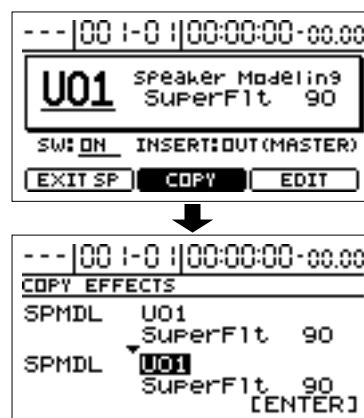 ---|001-01|00:00:00-00.00
U01 Speaker Modeling
SuperFlt 90
SW: ON INSERT:OUT(MASTER)
EXIT SP COPY EDIT
---|001-01|00:00:00-00.00
COPY EFFECTS
SPMDL U01
SuperFlt 90
SPMDL U01
SuperFlt 90
[ENTER]